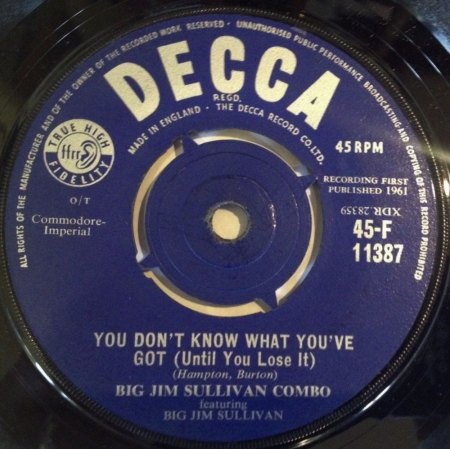 ALL RIGHTS OF THE MANUFACTURER AND OF THE OWNER OF THE RECORDED WORK RESERVED · UNAUTHORISED PUBLIC PERFORMANCE BROADCASTING AND COPYING OF THIS RECORD PROHIBITED
DECCA
REGD.
MADE IN ENGLAND · THE DECCA RECORD CO. LTD.
TRUE HIGH
ffrr
FIDELITY
45 RPM
RECORDING FIRST
PUBLISHED 1961
O/T
Commodore-
Imperial
XDR 28359
45-F
11387
YOU DON'T KNOW WHAT YOU'VE
GOT (Until You Lose It)
(Hampton, Burton)
BIG JIM SULLIVAN COMBO
featuring
BIG JIM SULLIVAN